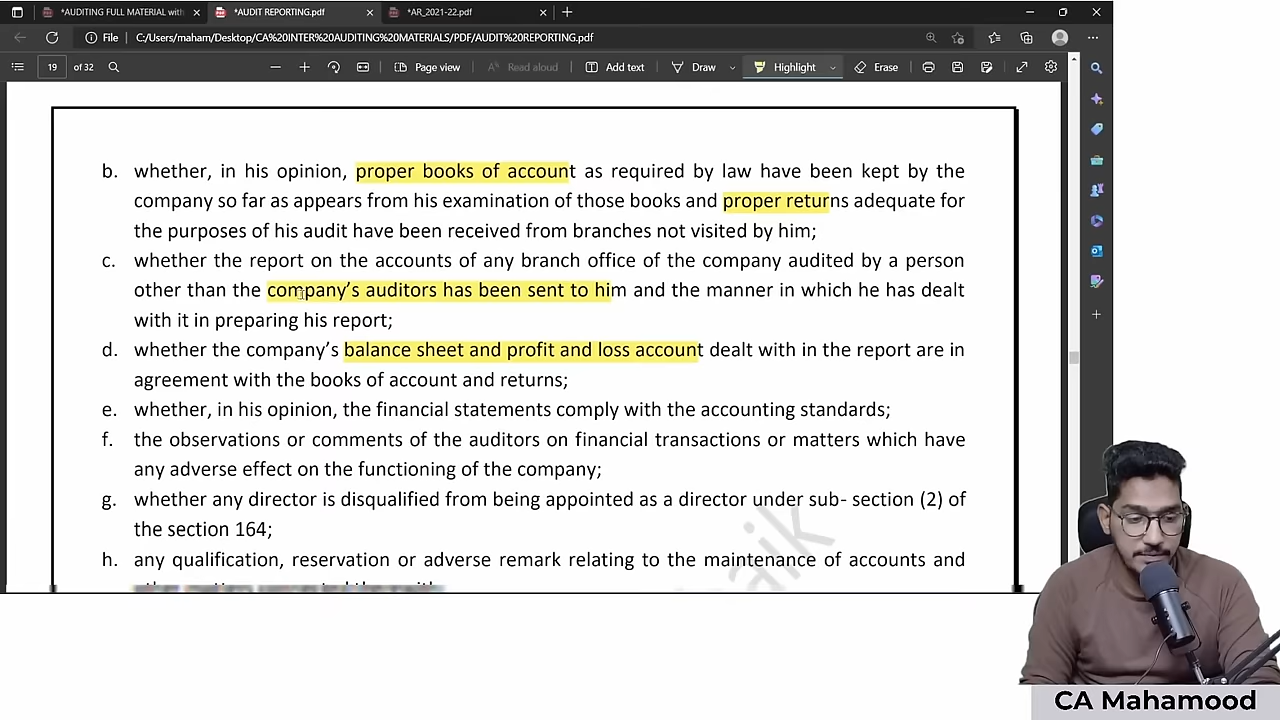 *AUDITING FULL MATERIAL with
*AUDIT REPORTING.pdf
*AR_2021-22.pdf
File
C:/Users/maham/Desktop/CA%20INTER%20AUDITING%20MATERIALS/PDF/AUDIT%20REPORTING.pdf
19 of 32
Page view
Read aloud
Add text
Draw
Highlight
Erase
b. whether, in his opinion, proper books of account as required by law have been kept by the
company so far as appears from his examination of those books and proper returns adequate for
the purposes of his audit have been received from branches not visited by him;
c. whether the report on the accounts of any branch office of the company audited by a person
other than the company's auditors has been sent to him and the manner in which he has dealt
with it in preparing his report;
d. whether the company's balance sheet and profit and loss account dealt with in the report are in
agreement with the books of account and returns;
e. whether, in his opinion, the financial statements comply with the accounting standards;
f. the observations or comments of the auditors on financial transactions or matters which have
any adverse effect on the functioning of the company;
g. whether any director is disqualified from being appointed as a director under sub- section (2) of
the section 164;
h. any qualification, reservation or adverse remark relating to the maintenance of accounts and
CA Mahamood